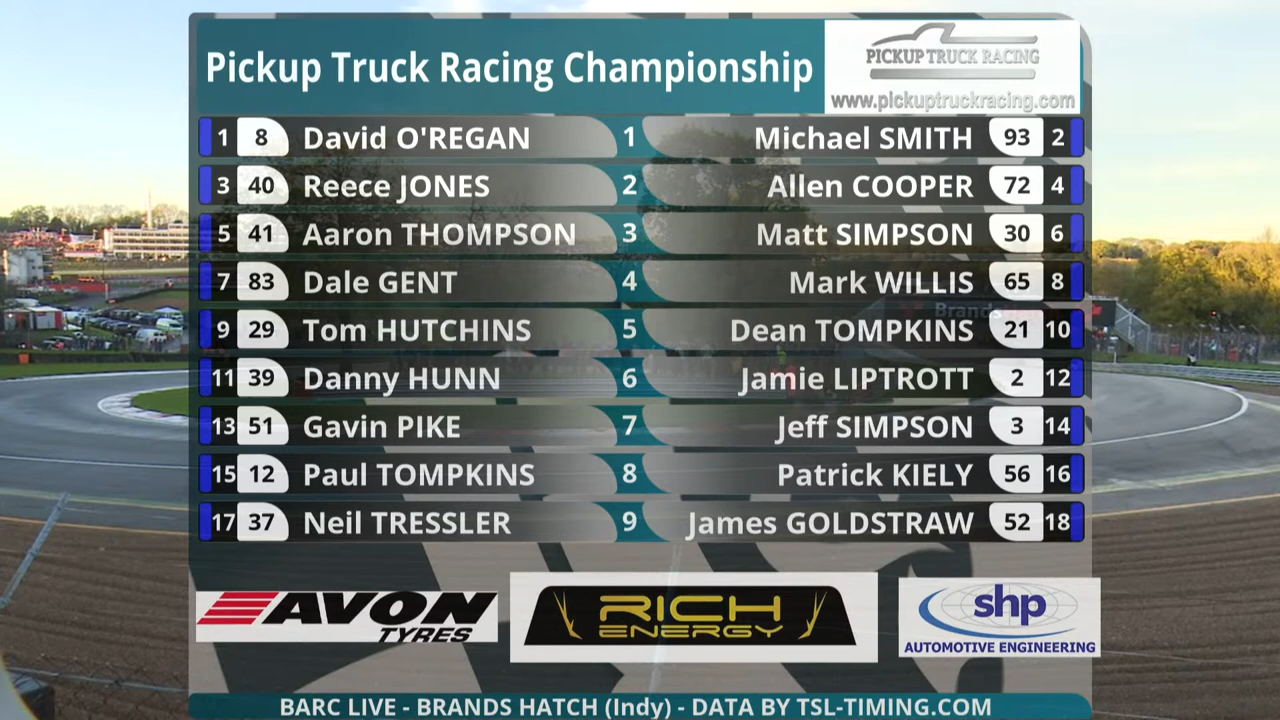 Pickup Truck Racing Championship
PICKUP TRUCK RACING
www.pickuptruckracing.com
1 8 David O'REGAN 1 Michael SMITH 93 2
3 40 Reece JONES 2 Allen COOPER 72 4
5 41 Aaron THOMPSON 3 Matt SIMPSON 30 6
7 83 Dale GENT 4 Mark WILLIS 65 8
9 29 Tom HUTCHINS 5 Dean TOMPKINS 21 10
11 39 Danny HUNN 6 Jamie LIPTROTT 2 12
13 51 Gavin PIKE 7 Jeff SIMPSON 3 14
15 12 Paul TOMPKINS 8 Patrick KIELY 56 16
17 37 Neil TRESSLER 9 James GOLDSTRAW 52 18
AVON
TYRES
RICH
ENERGY
shp
AUTOMOTIVE ENGINEERING
BARC LIVE - BRANDS HATCH (Indy) - DATA BY TSL-TIMING.COM